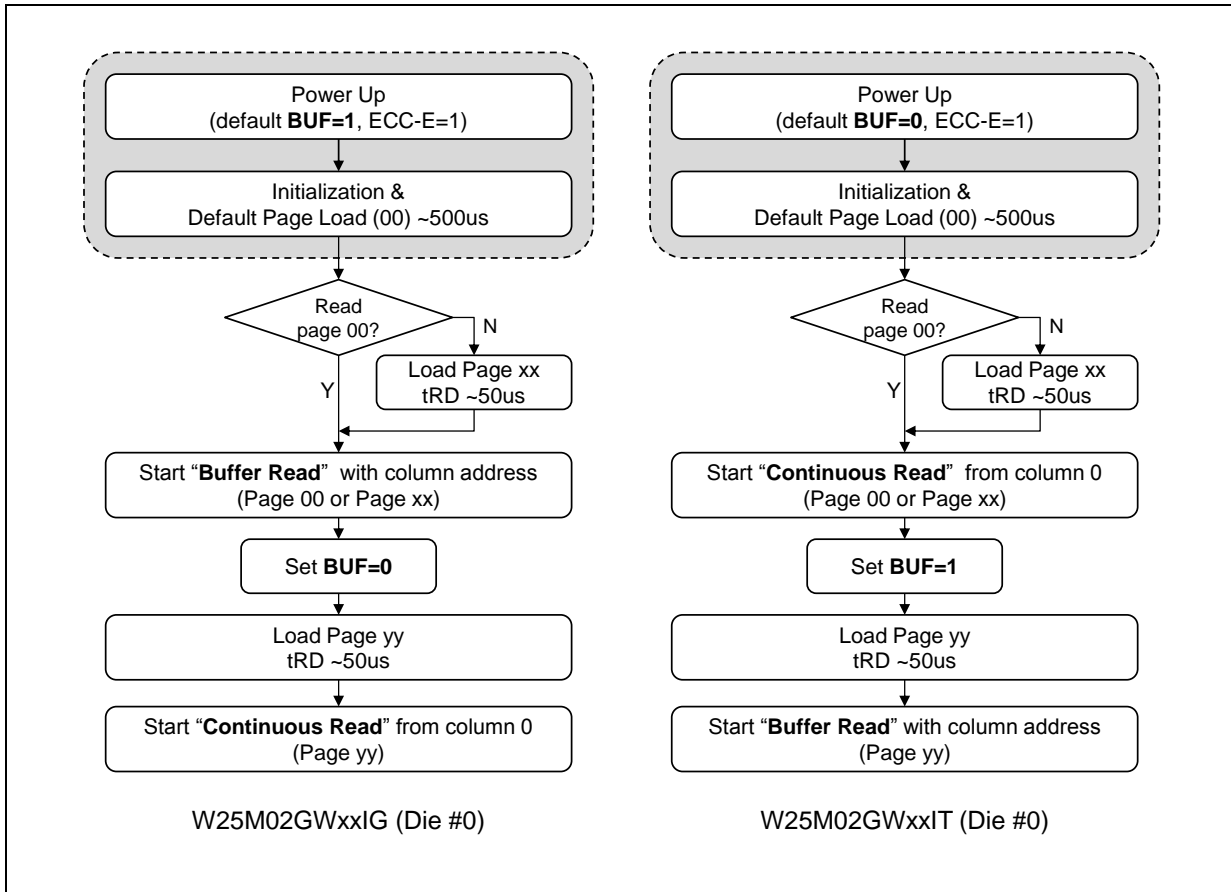 Power Up
(default BUF=1, ECC-E=1)
Initialization &
Default Page Load (00) ~500us
Read
page 00?
N
Load Page xx
tRD ~50us
Y
Start “Buffer Read” with column address
(Page 00 or Page xx)
Set BUF=0
Load Page yy
tRD ~50us
Start “Continuous Read” from column 0
(Page yy)
W25M02GWxxIG (Die #0)
Power Up
(default BUF=0, ECC-E=1)
Initialization &
Default Page Load (00) ~500us
Read
page 00?
N
Load Page xx
tRD ~50us
Y
Start “Continuous Read” from column 0
(Page 00 or Page xx)
Set BUF=1
Load Page yy
tRD ~50us
Start “Buffer Read” with column address
(Page yy)
W25M02GWxxIT (Die #0)